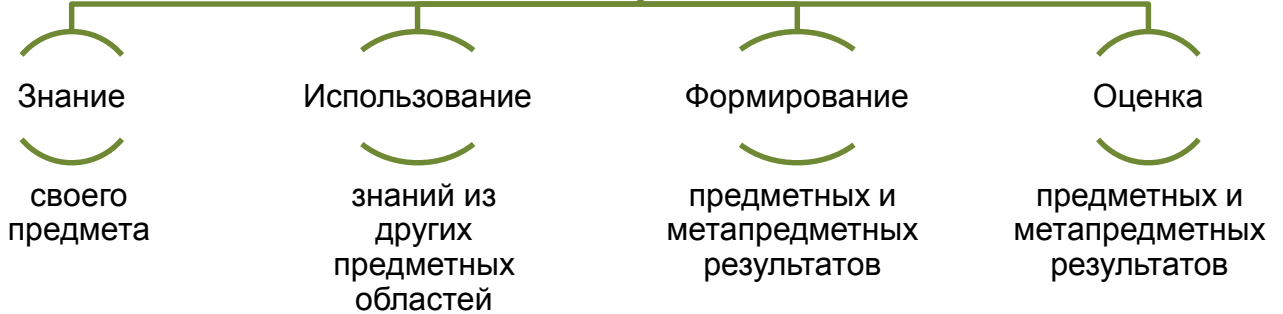 Знание
своего
предмета
Использование
знаний из
других
предметных
областей
Формирование
предметных и
метапредметных
результатов
Оценка
предметных и
метапредметных
результатов